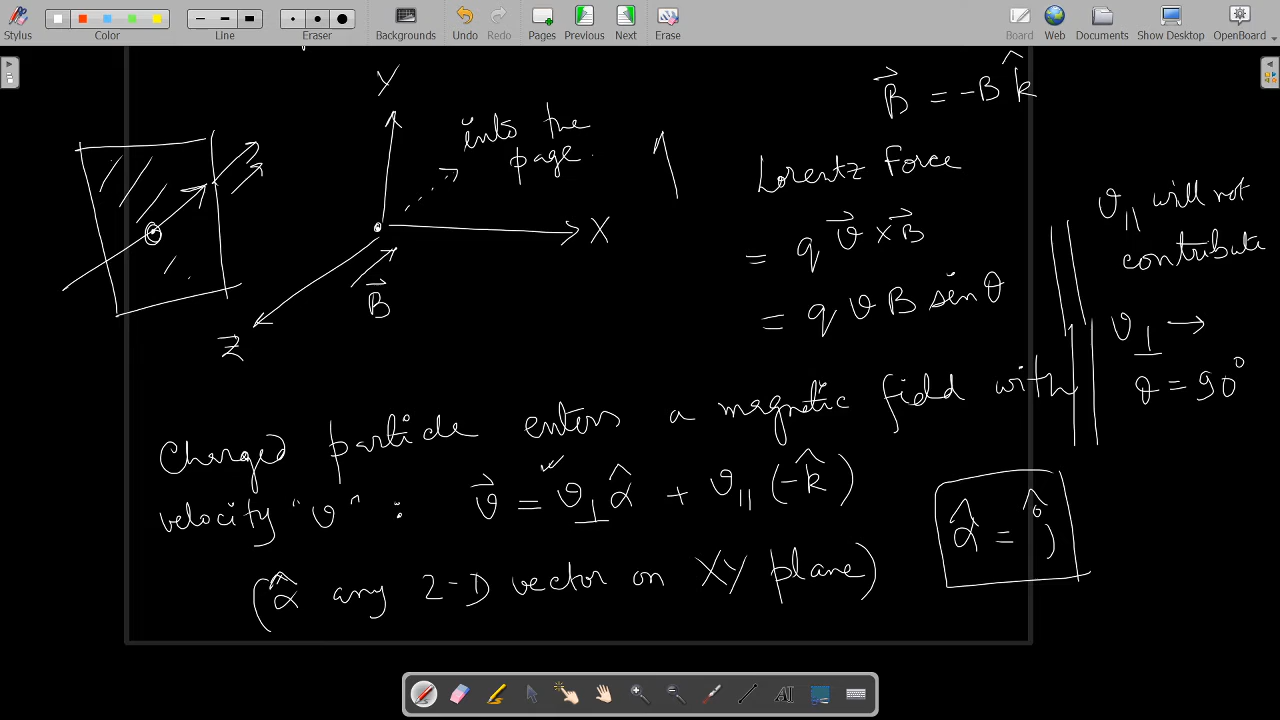 Stylus
Color
Line
Eraser
Backgrounds
Undo
Redo
Pages
Previous
Next
Erase
Board
Web
Documents
Show Desktop
OpenBoard
Y
into the
page.
X
B⃗
Z
B⃗ = -B k̂
Lorentz Force
= q v⃗ × B⃗
= q v B sin θ
v∥ will not
contribute
v⊥ →
θ = 90°
Charged particle enters a magnetic field with
velocity "v" : v⃗ = v⊥ α̂ + v∥ (-k̂)
(α̂ any 2-D vector on XY plane)
α̂ = ĵ